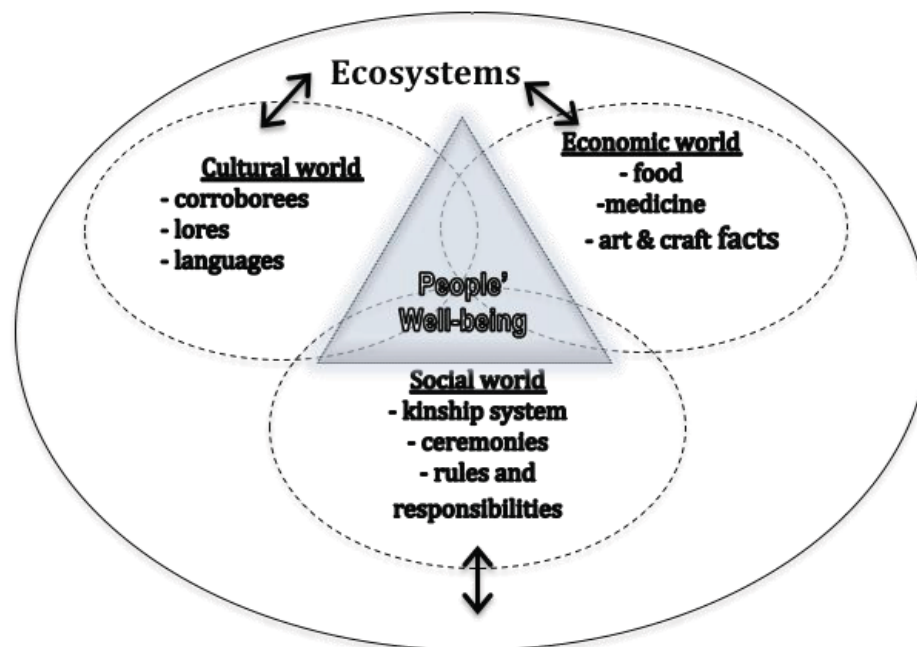 Ecosystems
Cultural world
- corroborees
- lores
- languages
Economic world
- food
-medicine
- art & craft facts
People'
Well-being
Social world
- kinship system
- ceremonies
- rules and
responsibilities